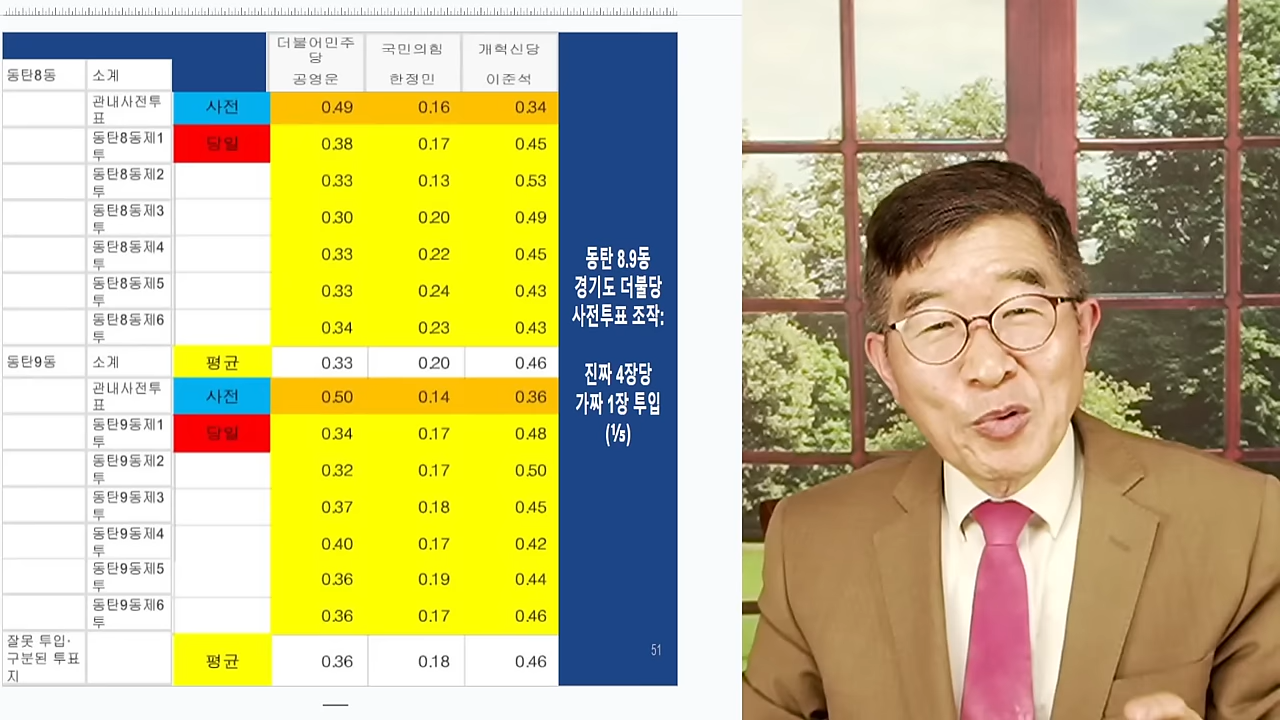 더불어민주
당
공영운
국민의힘
한정민
개혁신당
이준석
동탄8동 소계
관내사전투
표
사전 0.49 0.16 0.34
동탄8동제1
투
당일 0.38 0.17 0.45
동탄8동제2
투
0.33 0.13 0.53
동탄8동제3
투
0.30 0.20 0.49
동탄8동제4
투
0.33 0.22 0.45
동탄8동제5
투
0.33 0.24 0.43
동탄8동제6
투
0.34 0.23 0.43
동탄9동 소계 평균 0.33 0.20 0.46
관내사전투
표
사전 0.50 0.14 0.36
동탄9동제1
투
당일 0.34 0.17 0.48
동탄9동제2
투
0.32 0.17 0.50
동탄9동제3
투
0.37 0.18 0.45
동탄9동제4
투
0.40 0.17 0.42
동탄9동제5
투
0.36 0.19 0.44
동탄9동제6
투
0.36 0.17 0.46
잘못 투입·
구분된 투표
지
평균 0.36 0.18 0.46
동탄 8.9동
경기도 더불당
사전투표 조작:
진짜 4장당
가짜 1장 투입
(⅕)
51